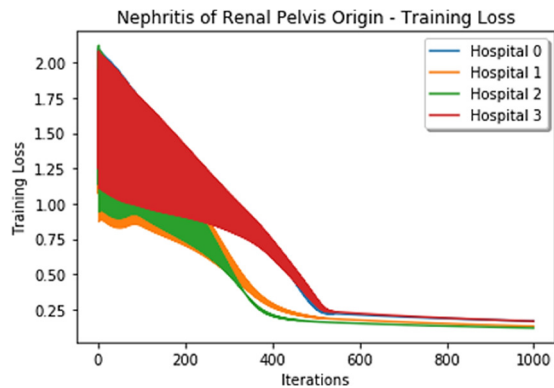 Nephritis of Renal Pelvis Origin - Training Loss
Hospital 0
Hospital 1
Hospital 2
Hospital 3
Training Loss
2.00
1.75
1.50
1.25
1.00
0.75
0.50
0.25
0 200 400 600 800 1000
Iterations